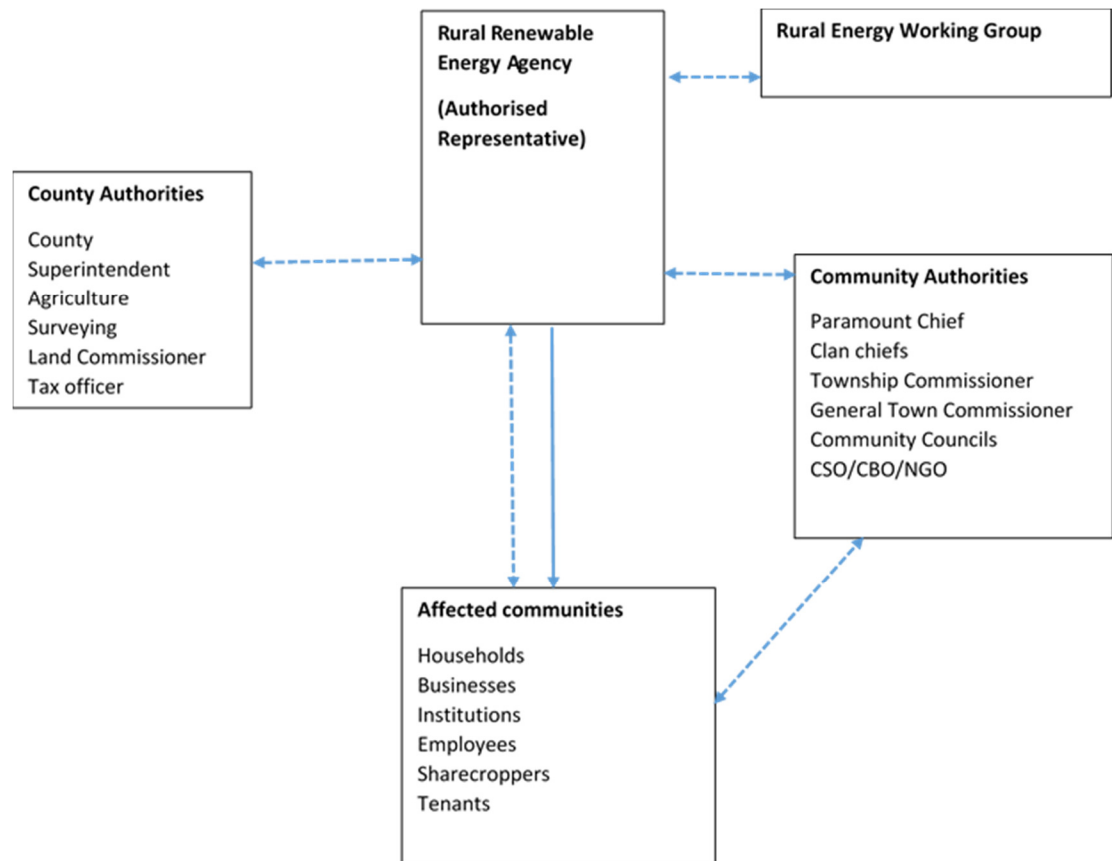 Rural Renewable
Energy Agency
(Authorised
Representative)
Rural Energy Working Group
County Authorities
County
Superintendent
Agriculture
Surveying
Land Commissioner
Tax officer
Community Authorities
Paramount Chief
Clan chiefs
Township Commissioner
General Town Commissioner
Community Councils
CSO/CBO/NGO
Affected communities
Households
Businesses
Institutions
Employees
Sharecroppers
Tenants